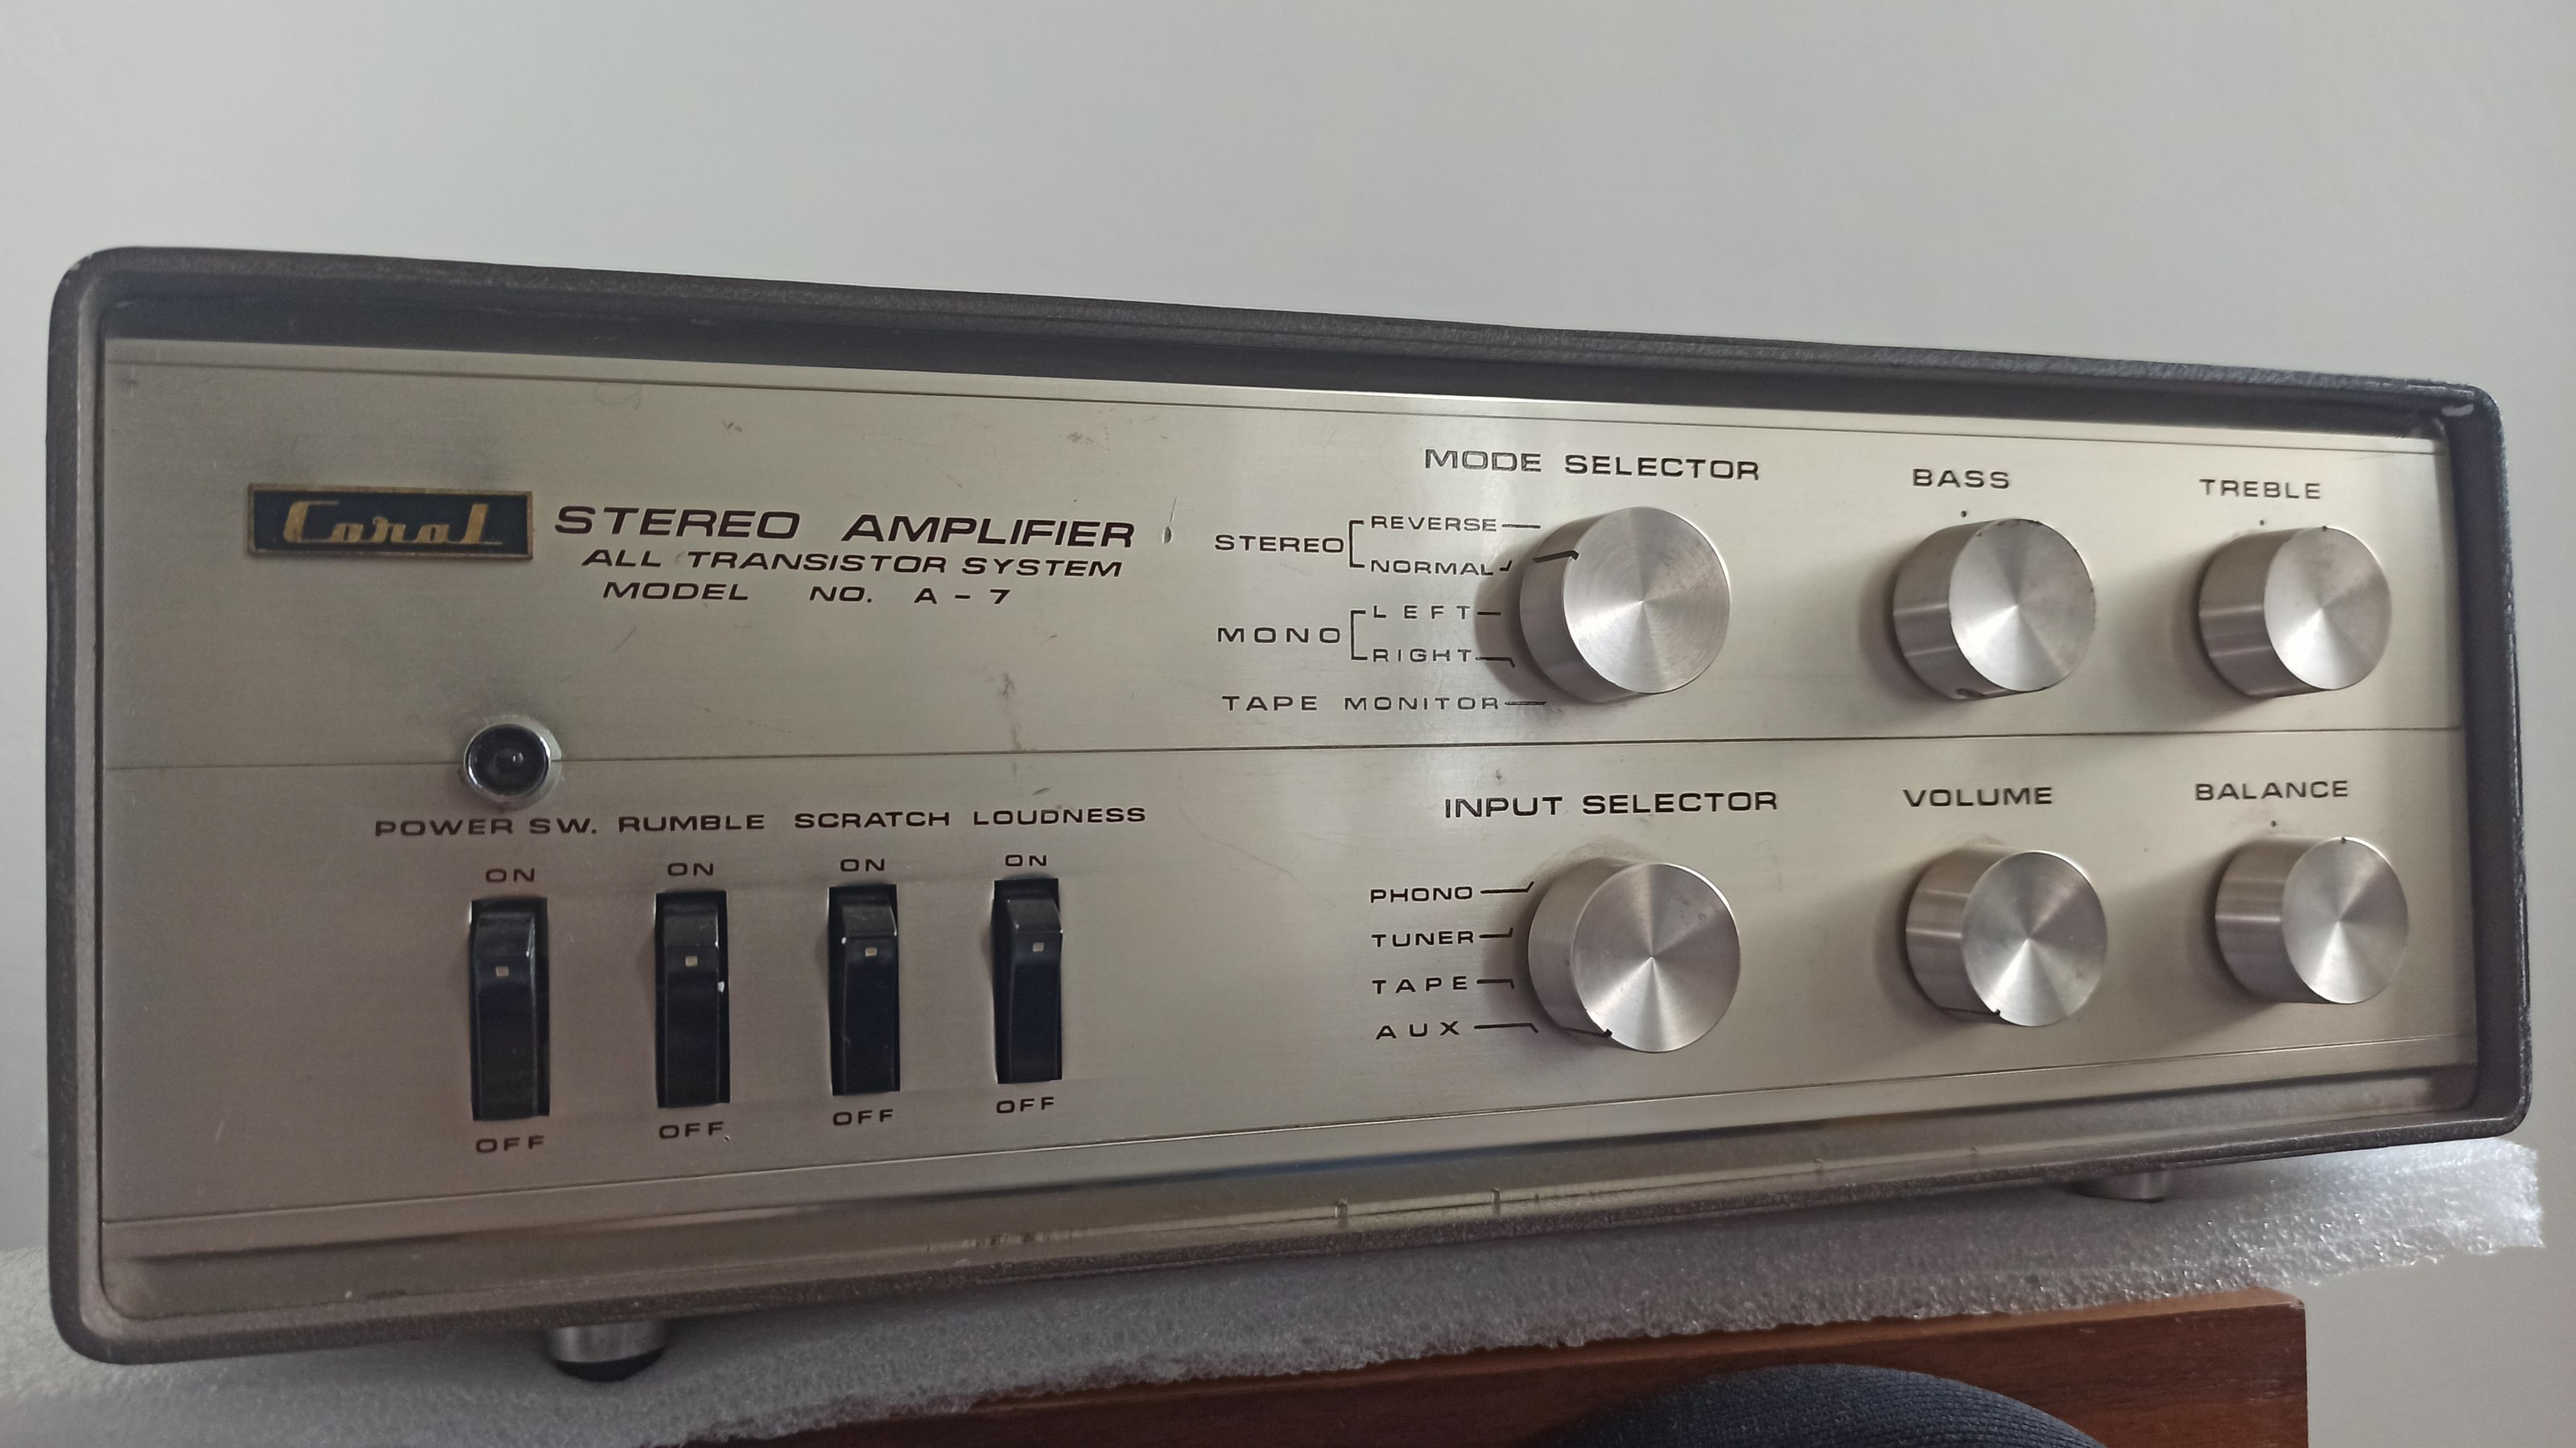 Coral
STEREO AMPLIFIER
ALL TRANSISTOR SYSTEM
MODEL NO. A-7
MODE SELECTOR
STEREO
REVERSE
NORMAL
MONO
LEFT
RIGHT
TAPE MONITOR
BASS
TREBLE
POWER SW. RUMBLE SCRATCH LOUDNESS
ON ON ON ON
OFF OFF OFF OFF
INPUT SELECTOR
PHONO
TUNER
TAPE
AUX
VOLUME
BALANCE